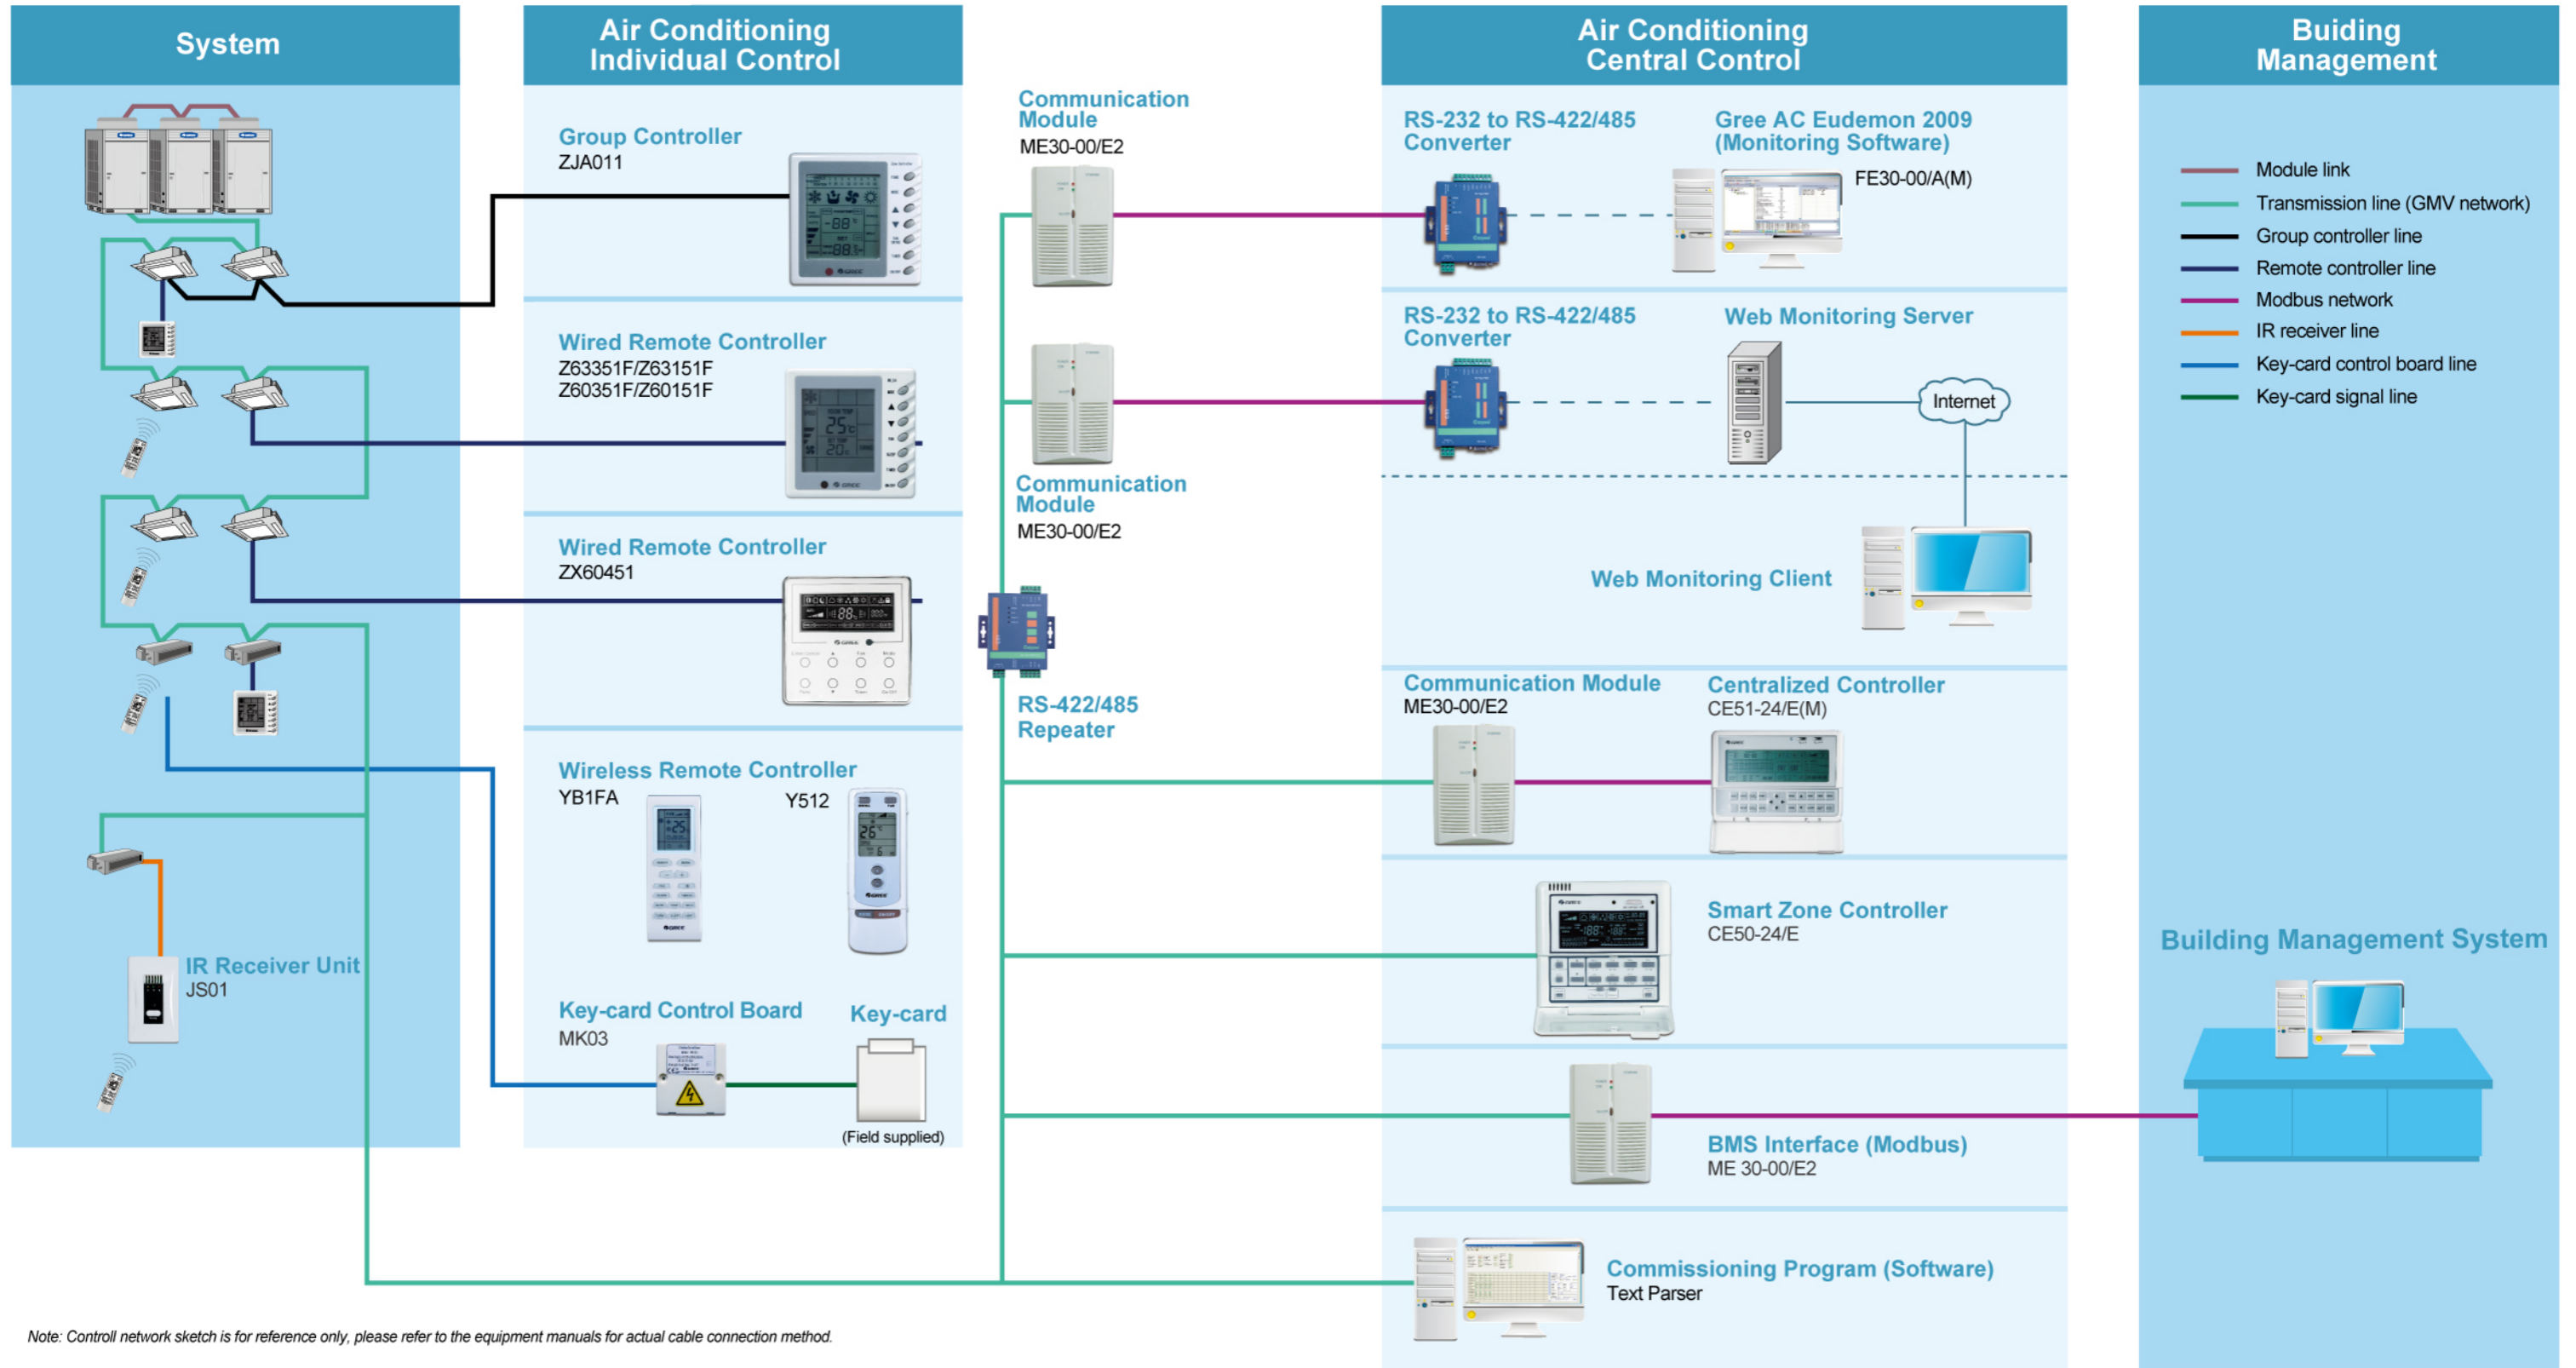 System
Air Conditioning
Individual Control
Air Conditioning
Central Control
Buiding
Management
Group Controller
ZJA011
Wired Remote Controller
Z63351F/Z63151F
Z60351F/Z60151F
Wired Remote Controller
ZX60451
Wireless Remote Controller
YB1FA
Y512
Key-card Control Board
MK03
Key-card
(Field supplied)
IR Receiver Unit
JS01
Communication
Module
ME30-00/E2
Communication
Module
ME30-00/E2
RS-422/485
Repeater
RS-232 to RS-422/485
Converter
Gree AC Eudemon 2009
(Monitoring Software)
FE30-00/A(M)
RS-232 to RS-422/485
Converter
Web Monitoring Server
Internet
Web Monitoring Client
Communication Module
ME30-00/E2
Centralized Controller
CE51-24/E(M)
Smart Zone Controller
CE50-24/E
BMS Interface (Modbus)
ME 30-00/E2
Commissioning Program (Software)
Text Parser
Module link
Transmission line (GMV network)
Group controller line
Remote controller line
Modbus network
IR receiver line
Key-card control board line
Key-card signal line
Building Management System
Note: Controll network sketch is for reference only, please refer to the equipment manuals for actual cable connection method.